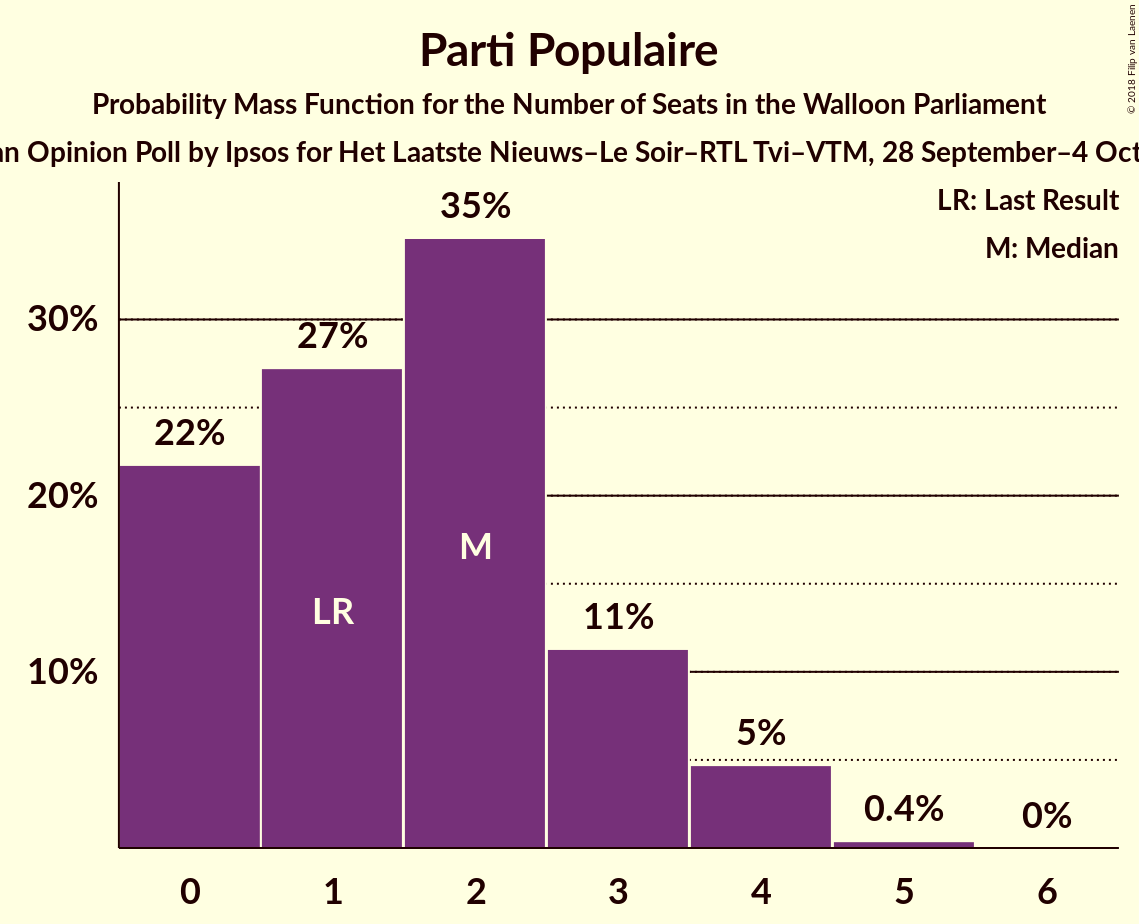 Parti Populaire
Probability Mass Function for the Number of Seats in the Walloon Parliament
Opinion Poll by Ipsos for Het Laatste Nieuws–Le Soir–RTL Tvi–VTM, 28 September–4
© 2018 Filip van Laenen
LR: Last Result
M: Median
35%
30%
27%
22%
20%
M
LR
11%
10%
5%
0.4%
0%
0 1 2 3 4 5 6